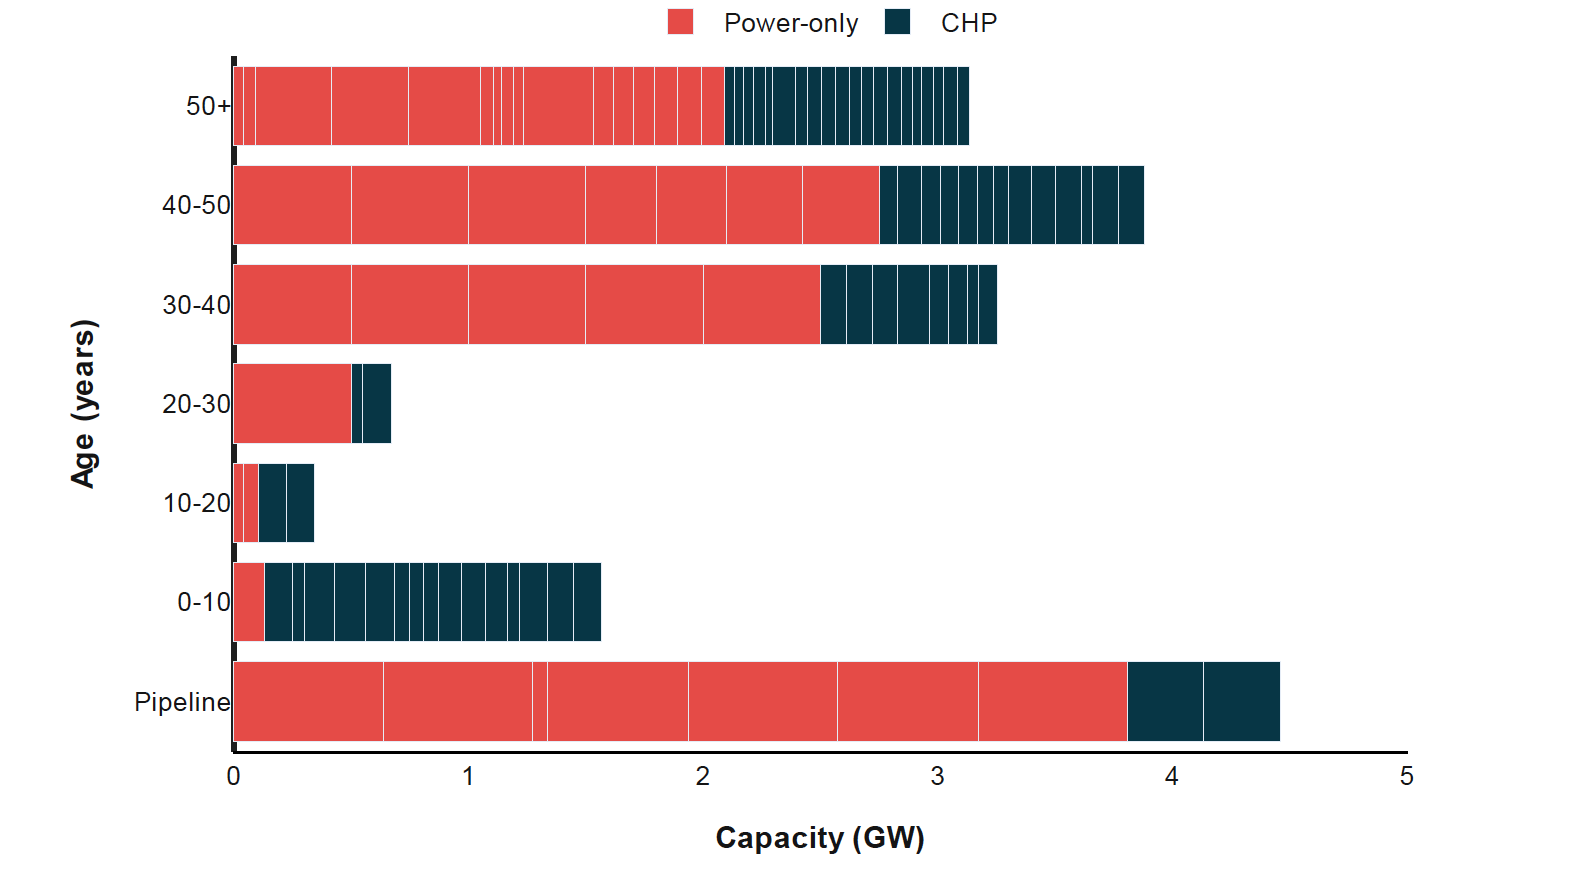 Power-only CHP
50+
40-50
30-40
20-30
10-20
0-10
Pipeline
Age (years)
0 1 2 3 4 5
Capacity (GW)